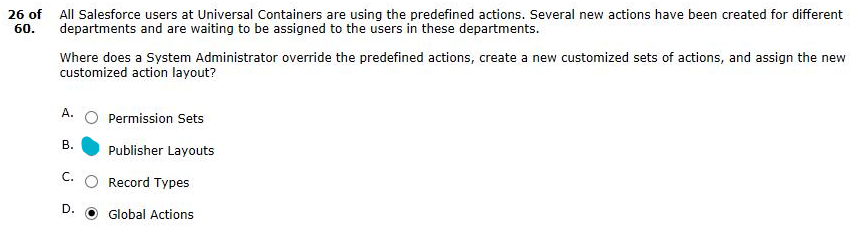 26 of All Salesforce users at Universal Containers are using the predefined actions. Several new actions have been created for different
60. departments and are waiting to be assigned to the users in these departments.
Where does a System Administrator override the predefined actions, create a new customized sets of actions, and assign the new
customized action layout?
A. Permission Sets
B. Publisher Layouts
C. Record Types
D. Global Actions